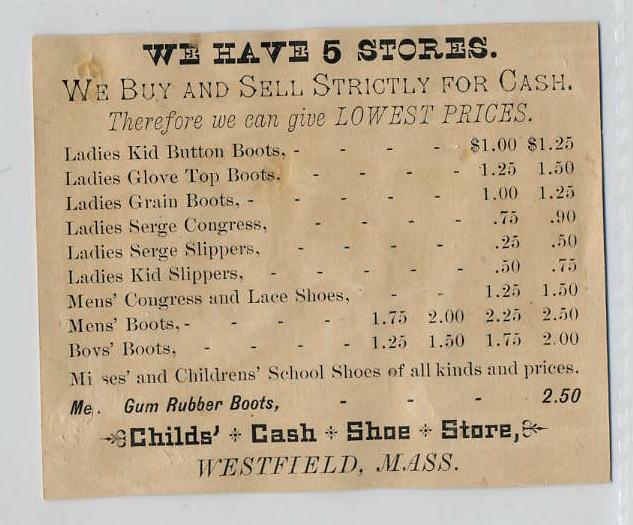 WE HAVE 5 STORES.
WE BUY AND SELL STRICTLY FOR CASH.
Therefore we can give LOWEST PRICES.
Ladies Kid Button Boots, - - - - $1.00 $1.25
Ladies Glove Top Boots. - - - - 1.25 1.50
Ladies Grain Boots, - - - - - 1.00 1.25
Ladies Serge Congress, - - - - .75 .90
Ladies Serge Slippers, - - - - .25 .50
Ladies Kid Slippers, - - - - - .50 .75
Mens' Congress and Lace Shoes, - - 1.25 1.50
Mens' Boots, - - - - - 1.75 2.00 2.25 2.50
Boys' Boots, - - - - 1.25 1.50 1.75 2.00
Mi ses' and Childrens' School Shoes of all kinds and prices.
Me . Gum Rubber Boots, - - - 2.50
Childs' Cash Shoe Store,
WESTFIELD, MASS.